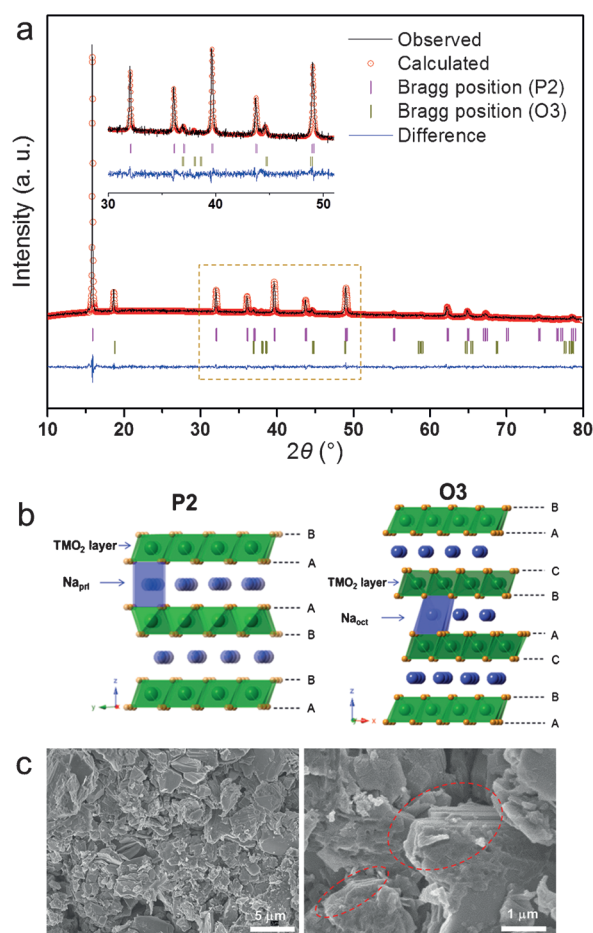 a
Observed
Calculated
Bragg position (P2)
Bragg position (O3)
Difference
30 40 50
Intensity (a. u.)
10 20 30 40 50 60 70 80
2θ (°)
b
P2
O3
TMO₂ layer
Naprl
B
A
A
B
B
A
z
y
x
TMO₂ layer
Naoct
B
A
C
B
A
C
B
A
z
y
x
c
5 μm
1 μm